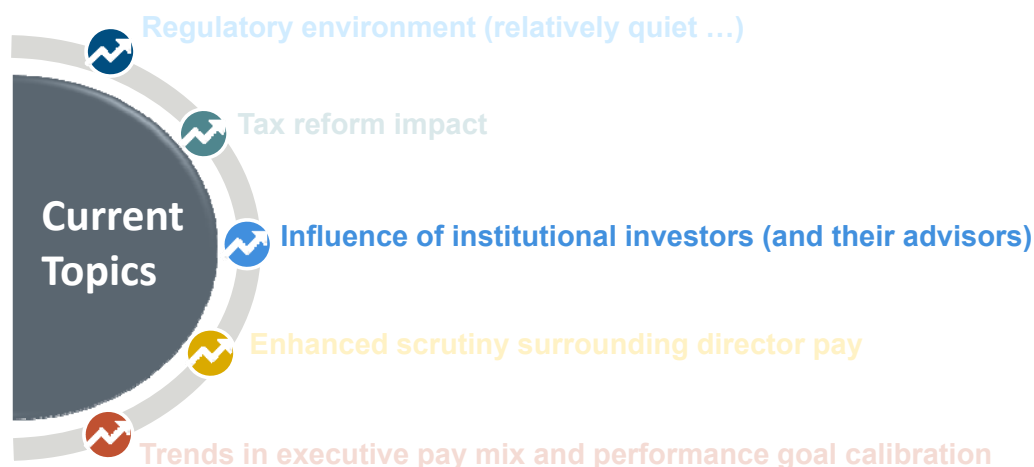 Regulatory environment (relatively quiet …)
Tax reform impact
Current
Topics
Influence of institutional investors (and their advisors)
Enhanced scrutiny surrounding director pay
Trends in executive pay mix and performance goal calibration